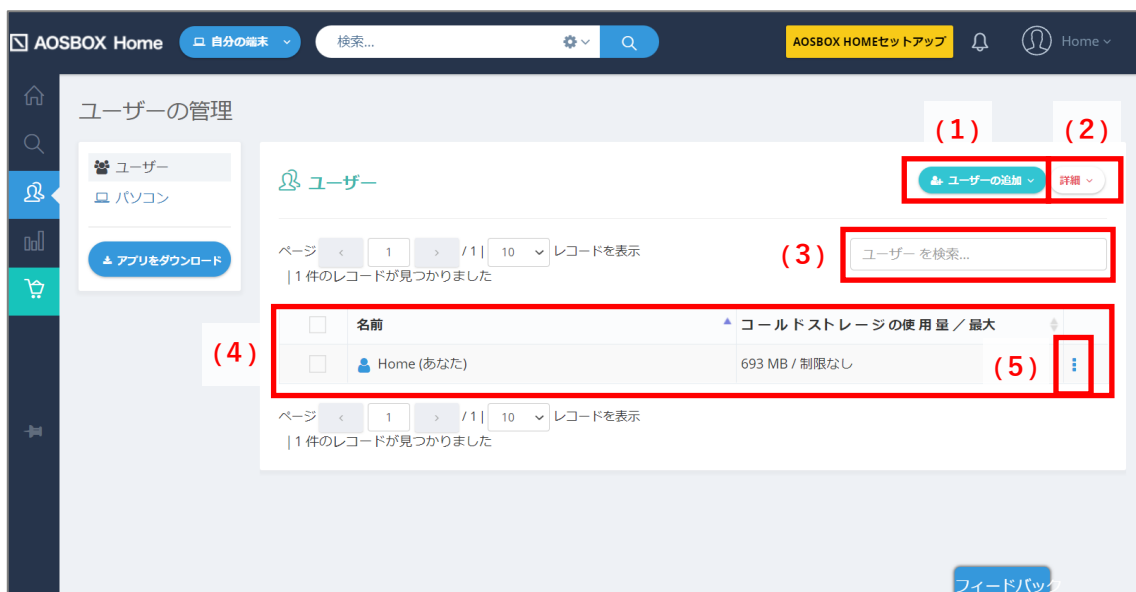 AOSBOX Home 自分の端末 検索... AOSBOX HOMEセットアップ Home
ユーザーの管理
(1) (2)
ユーザー
パソコン
アプリをダウンロード
ユーザー
ユーザーの追加 詳細
ページ 1 / 1 | 10 レコードを表示
| 1 件のレコードが見つかりました
(3) ユーザー を検索...
(4)
名前 コールドストレージの使用量／最大
Home (あなた) 693 MB / 制限なし (5)
ページ 1 / 1 | 10 レコードを表示
| 1 件のレコードが見つかりました
フィードバック